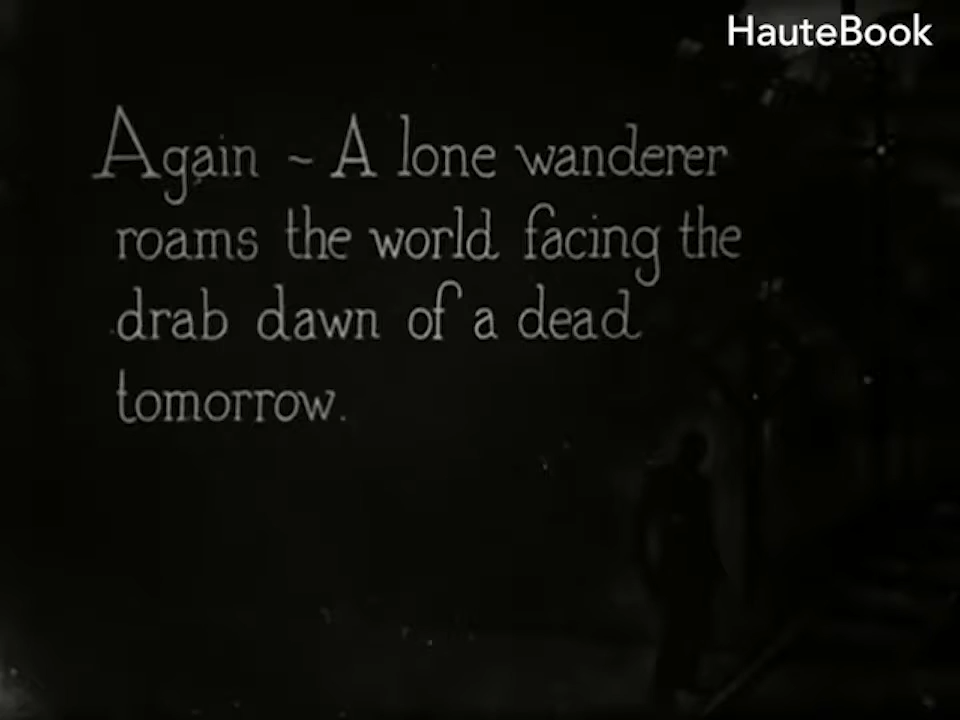 HauteBook
Again ~ A lone wanderer
roams the world facing the
drab dawn of a dead
tomorrow.